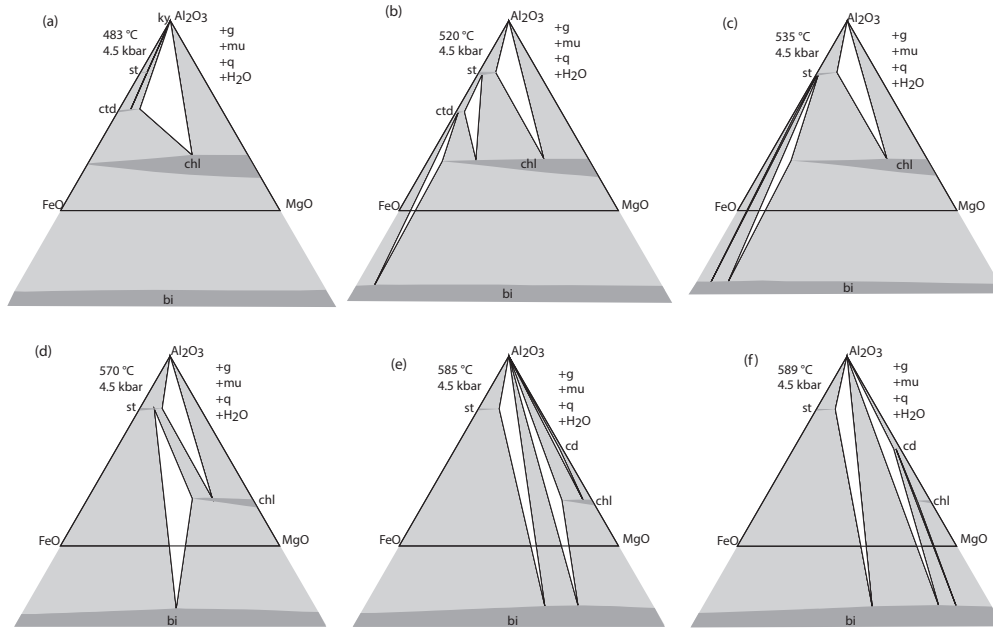 (a)
ky Al2O3
483 °C
4.5 kbar
+g
+mu
+q
+H2O
st
ctd
chl
FeO
MgO
bi
(b)
Al2O3
520 °C
4.5 kbar
+g
+mu
+q
+H2O
st
ctd
chl
FeO
MgO
bi
(c)
Al2O3
535 °C
4.5 kbar
+g
+mu
+q
+H2O
st
chl
FeO
MgO
bi
(d)
Al2O3
570 °C
4.5 kbar
+g
+mu
+q
+H2O
st
chl
FeO
MgO
bi
(e)
Al2O3
585 °C
4.5 kbar
+g
+mu
+q
+H2O
st
cd
chl
FeO
MgO
bi
(f)
Al2O3
589 °C
4.5 kbar
+g
+mu
+q
+H2O
st
cd
chl
FeO
MgO
bi